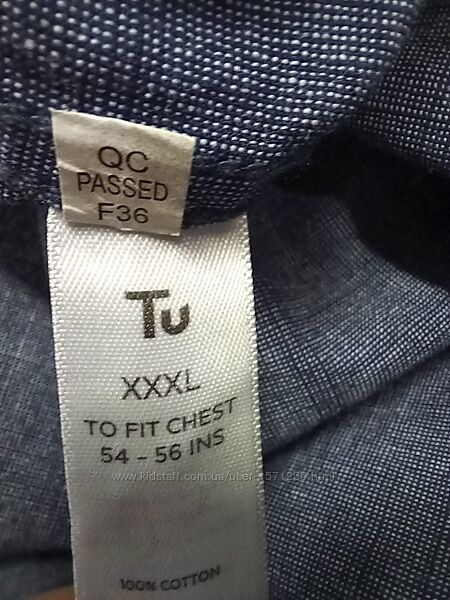 QC
PASSED
F36
Tu
XXXL
TO FIT CHEST
54 - 56 INS
100% COTTON